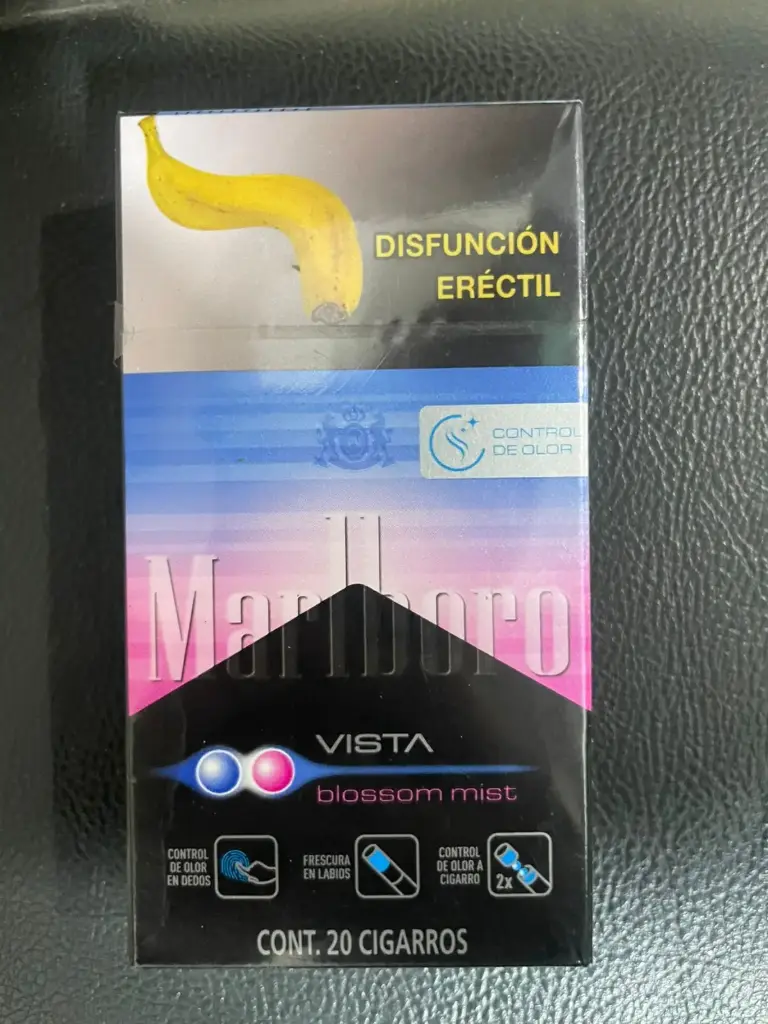 DISFUNCIÓN
ERÉCTIL
CONTROL
DE OLOR
Marlboro
VISTA
blossom mist
CONTROL
DE OLOR
EN DEDOS
FRESCURA
EN LABIOS
CONTROL
DE OLOR A
CIGARRO
2x
CONT. 20 CIGARROS